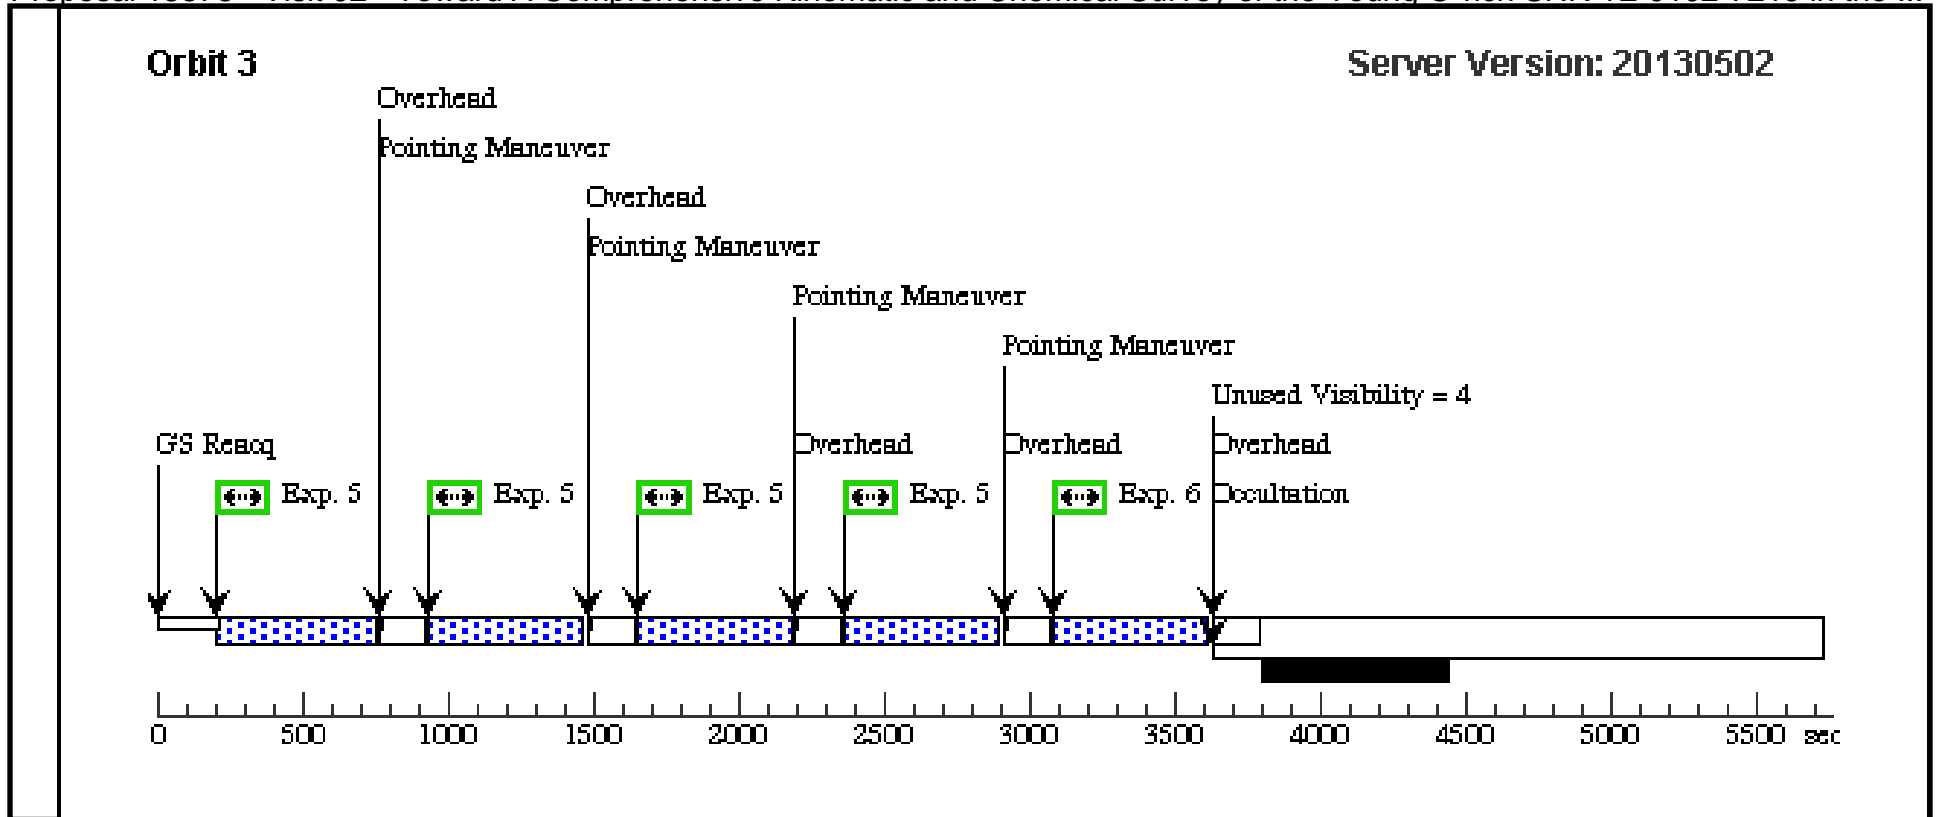 Orbit 3
Server Version: 20130502
Overhead
Pointing Maneuver
Overhead
Pointing Maneuver
Pointing Maneuver
Pointing Maneuver
Unused Visibility = 4
GS Reacq
Overhead
Overhead
Overhead
Exp. 5
Exp. 5
Exp. 5
Exp. 5
Exp. 6
Occultation
0 500 1000 1500 2000 2500 3000 3500 4000 4500 5000 5500 sec